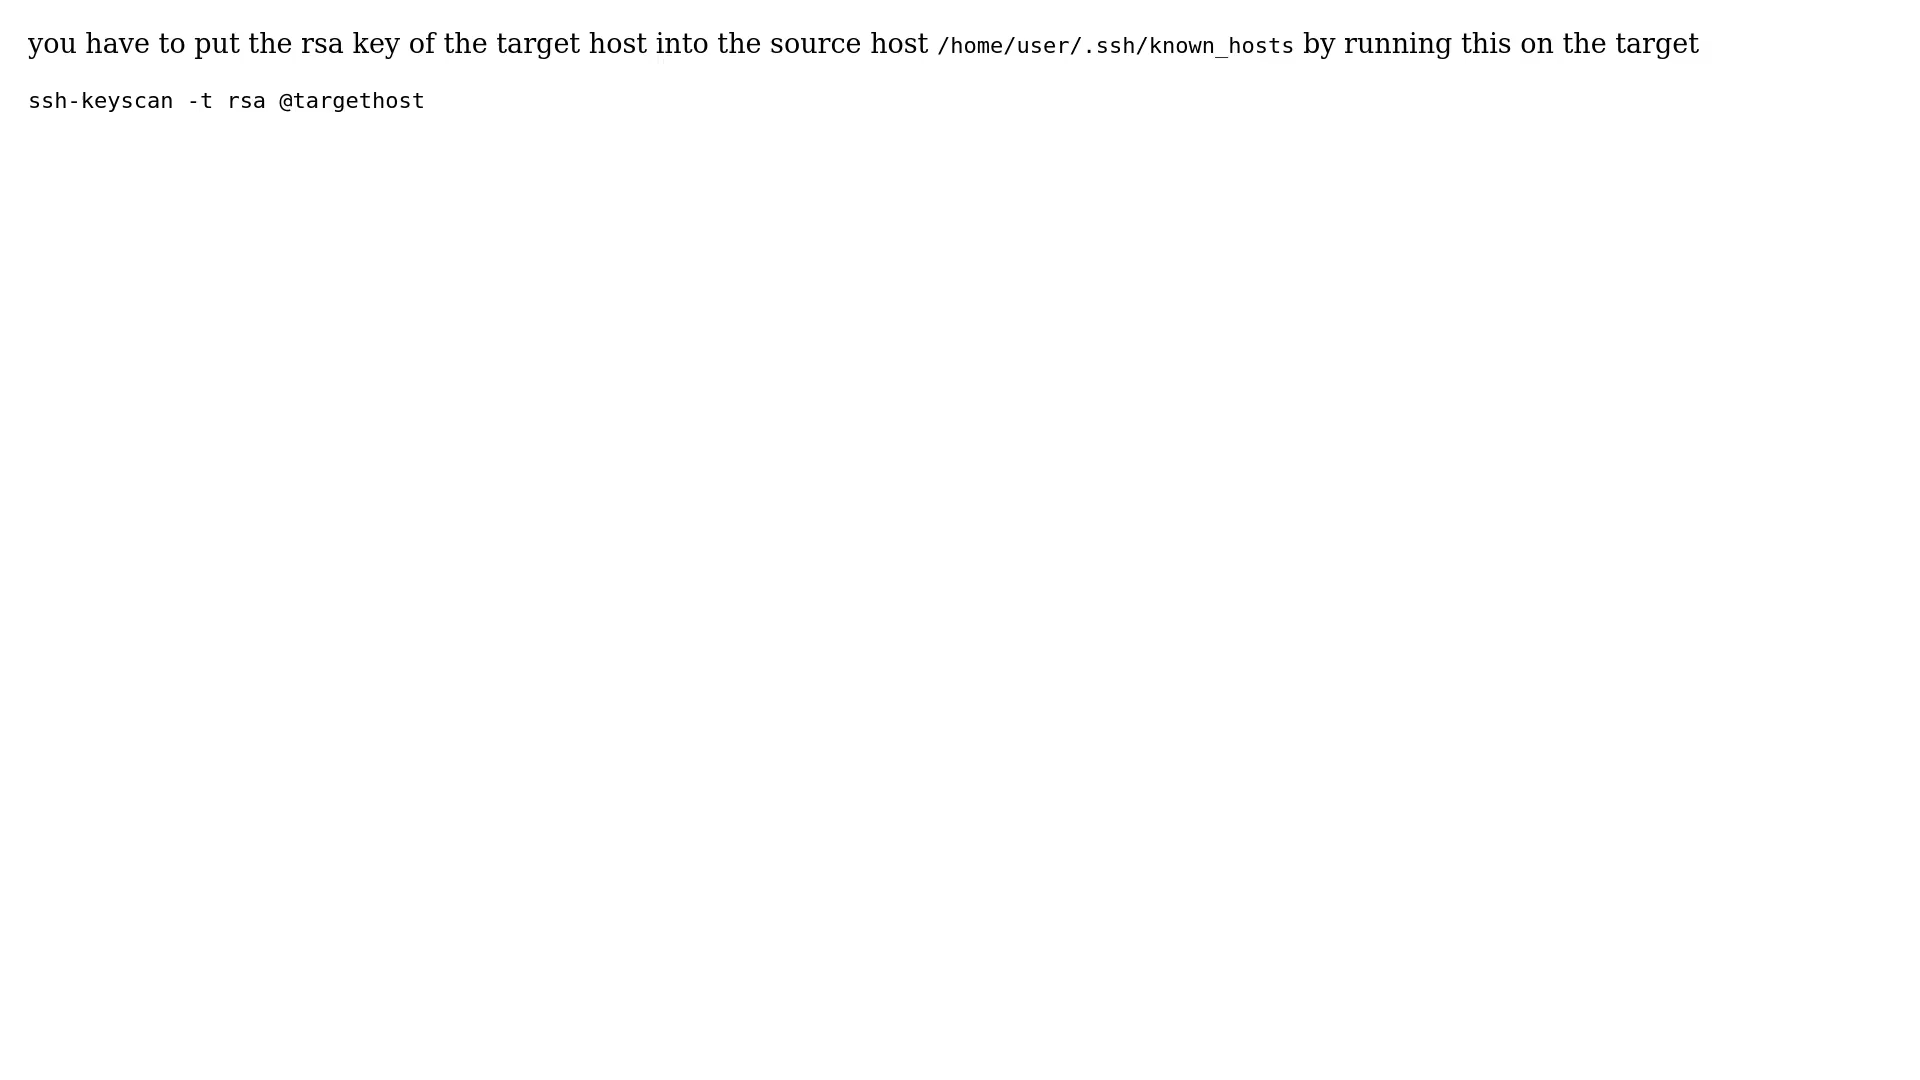 you have to put the rsa key of the target host into the source host /home/user/.ssh/known_hosts by running this on the target
ssh-keyscan -t rsa @targethost